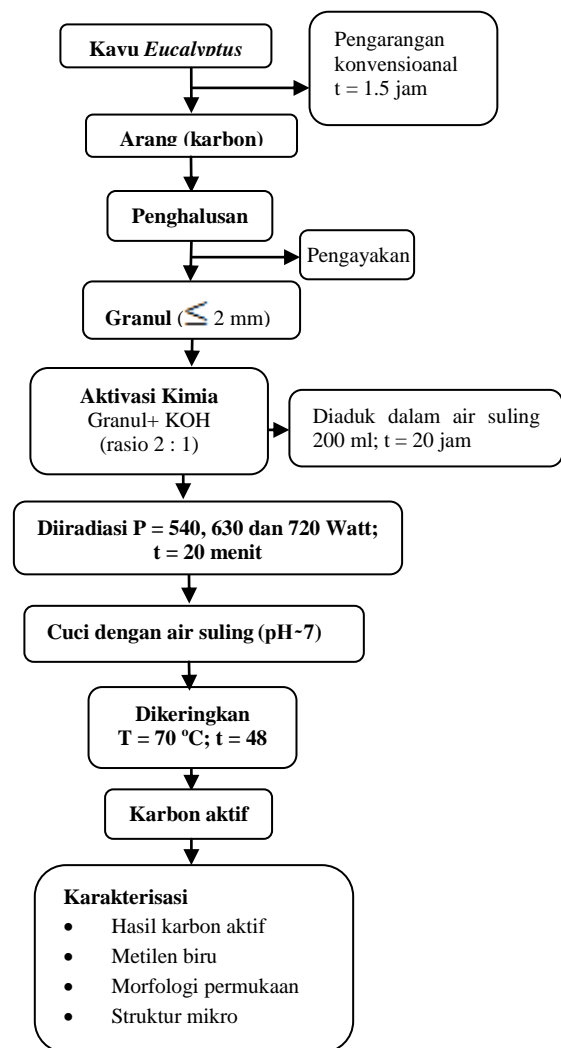 Kayu Eucalyptus
Pengarangan
konvensioanal
t = 1.5 jam
Arang (karbon)
Penghalusan
Pengayakan
Granul (≤ 2 mm)
Aktivasi Kimia
Granul+ KOH
(rasio 2 : 1)
Diaduk dalam air suling
200 ml; t = 20 jam
Diiradiasi P = 540, 630 dan 720 Watt;
t = 20 menit
Cuci dengan air suling (pH~7)
Dikeringkan
T = 70 ºC; t = 48
Karbon aktif
Karakterisasi
• Hasil karbon aktif
• Metilen biru
• Morfologi permukaan
• Struktur mikro